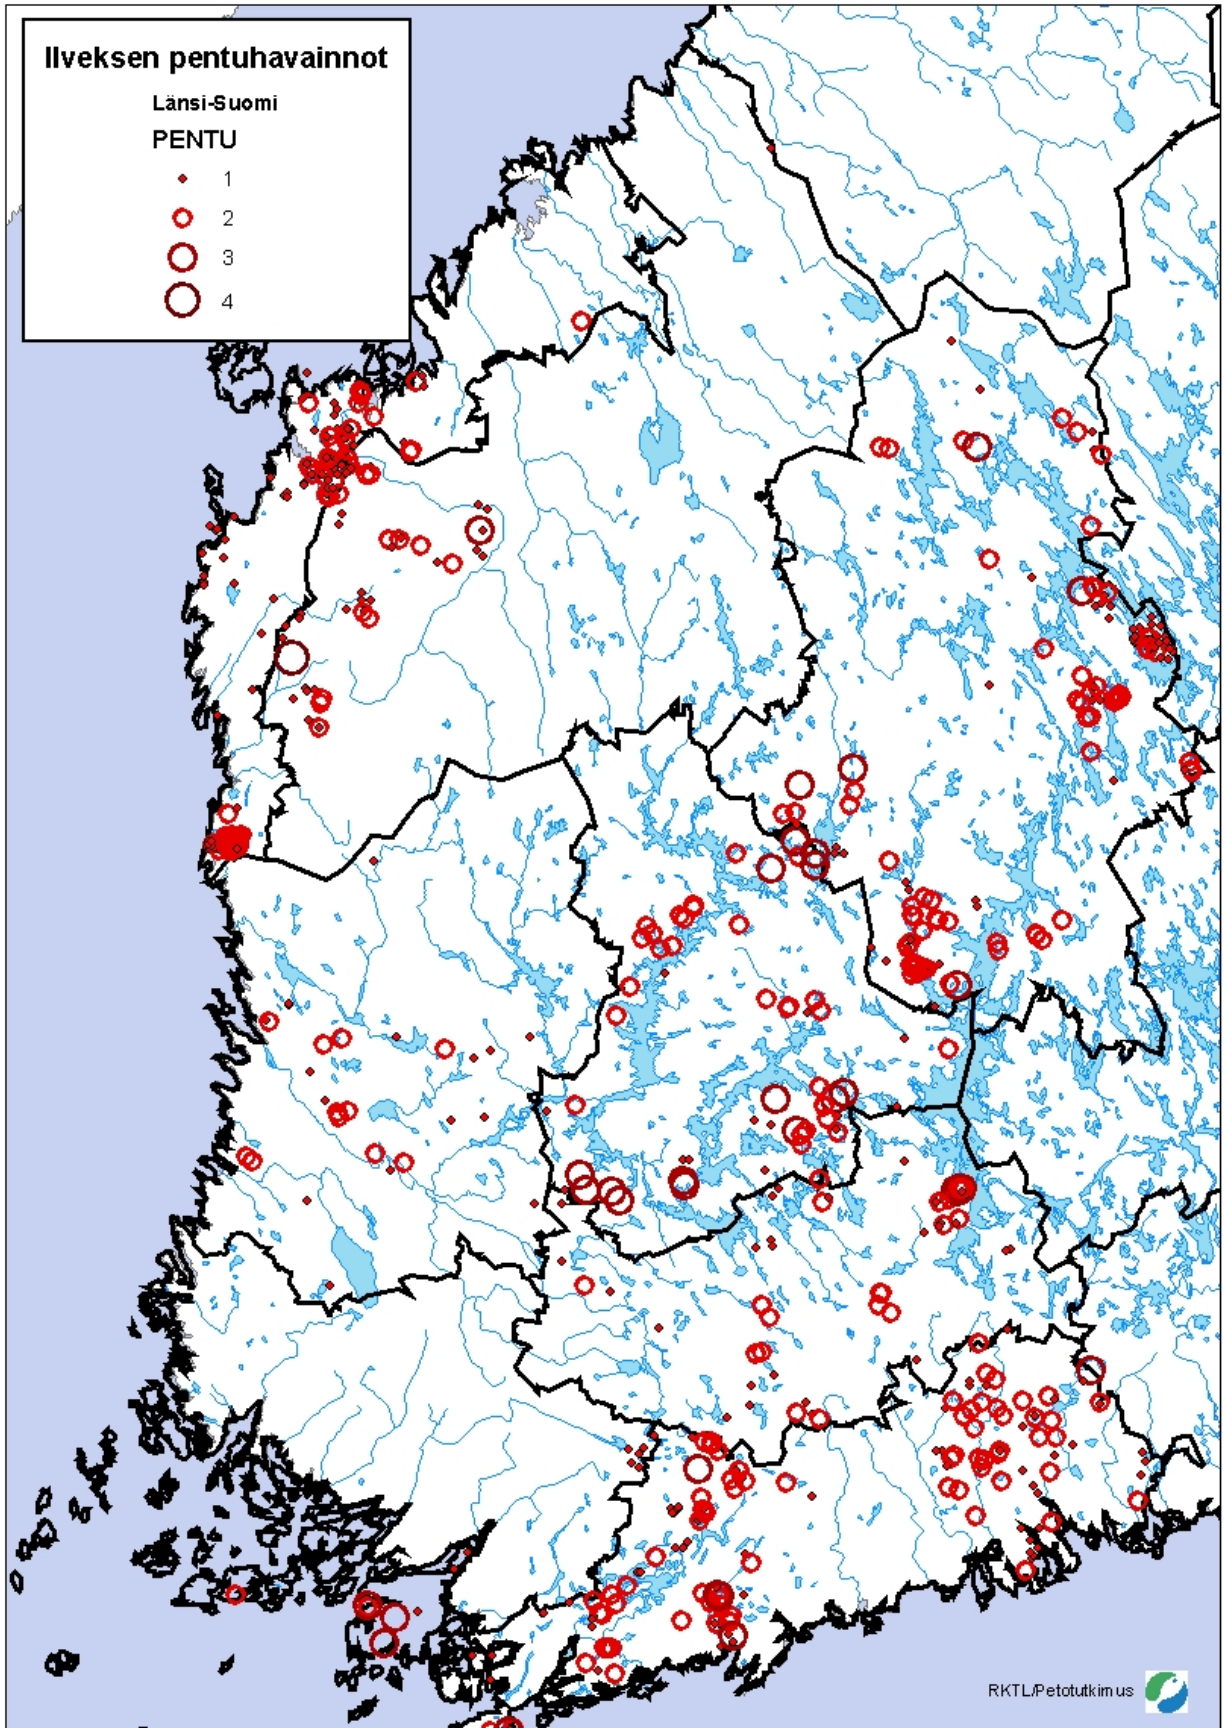 Ilveksen pentuhavainnot
Länsi-Suomi
PENTU
1
2
3
4
RKTL/Petotutkimus